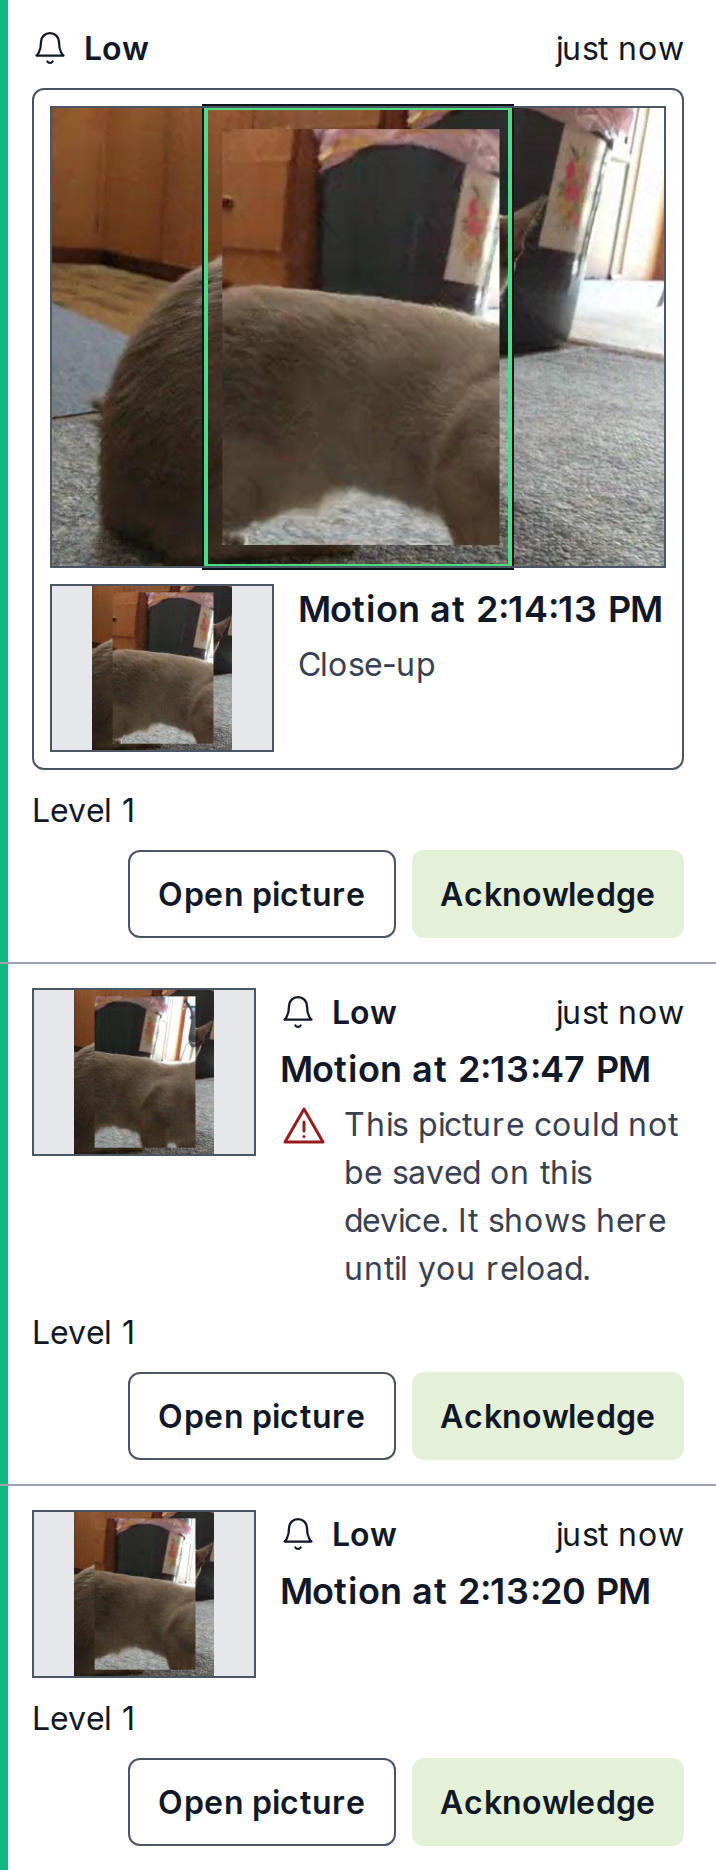 Low just now
Motion at 2:14:13 PM
Close-up
Level 1
Open picture Acknowledge
Low just now
Motion at 2:13:47 PM
This picture could not
be saved on this
device. It shows here
until you reload.
Level 1
Open picture Acknowledge
Low just now
Motion at 2:13:20 PM
Level 1
Open picture Acknowledge